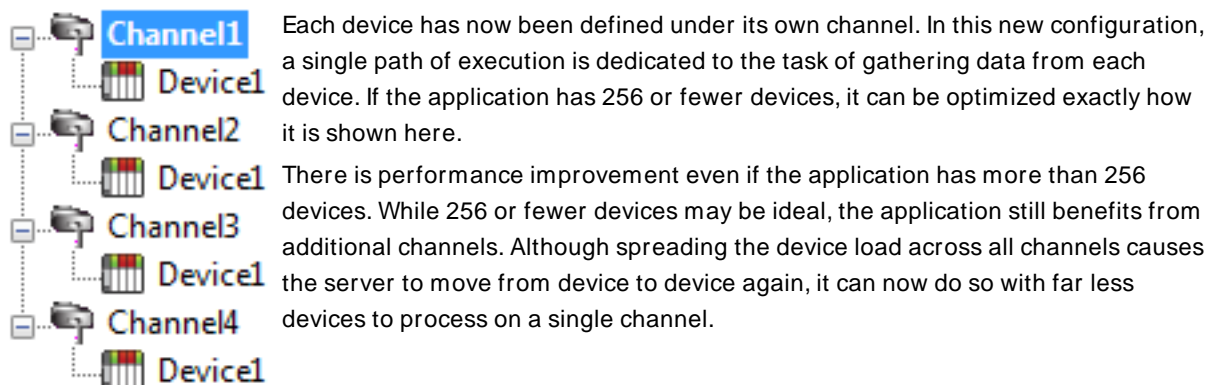 Channel1
Device1
Channel2
Device1
Channel3
Device1
Channel4
Device1
Each device has now been defined under its own channel. In this new configuration,
a single path of execution is dedicated to the task of gathering data from each
device. If the application has 256 or fewer devices, it can be optimized exactly how
it is shown here.
There is performance improvement even if the application has more than 256
devices. While 256 or fewer devices may be ideal, the application still benefits from
additional channels. Although spreading the device load across all channels causes
the server to move from device to device again, it can now do so with far less
devices to process on a single channel.